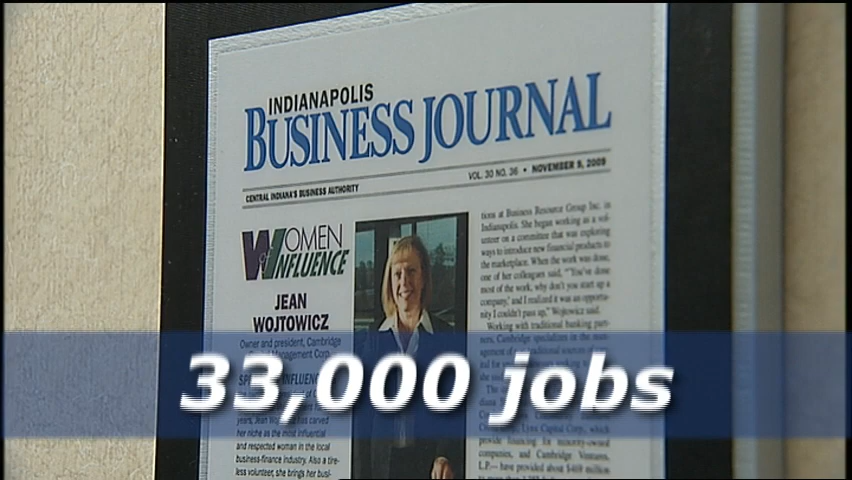 INDIANAPOLIS
BUSINESS JOURNAL
VOL. 30 NO. 36 • NOVEMBER 9, 2009
CENTRAL INDIANA'S BUSINESS AUTHORITY
WOMEN
of INFLUENCE
JEAN
WOJTOWICZ
Owner and president, Cambridge
Management Corp.
33,000 jobs
years, Jean has carved
her niche as the most influential
and respected woman in the local
business-finance industry. Also a tire-
less volunteer, she brings her busi-
tions at Business Resource Group Inc. in
Indianapolis. She began working as a vol-
unteer on a committee that was exploring
ways to introduce new financial products to
the marketplace. When the work was done,
one of her colleagues said, "'You've done
most of the work, why don't you start up a
company,' and I realized it was an opportu-
nity I couldn't pass up," Wojtowicz said.
Working with traditional banking part-
ners, Cambridge specializes in the man-
Capital Corp., which
provide financing for minority-owned
companies, and Cambridge Ventures,
L.P.— have provided about $469 million